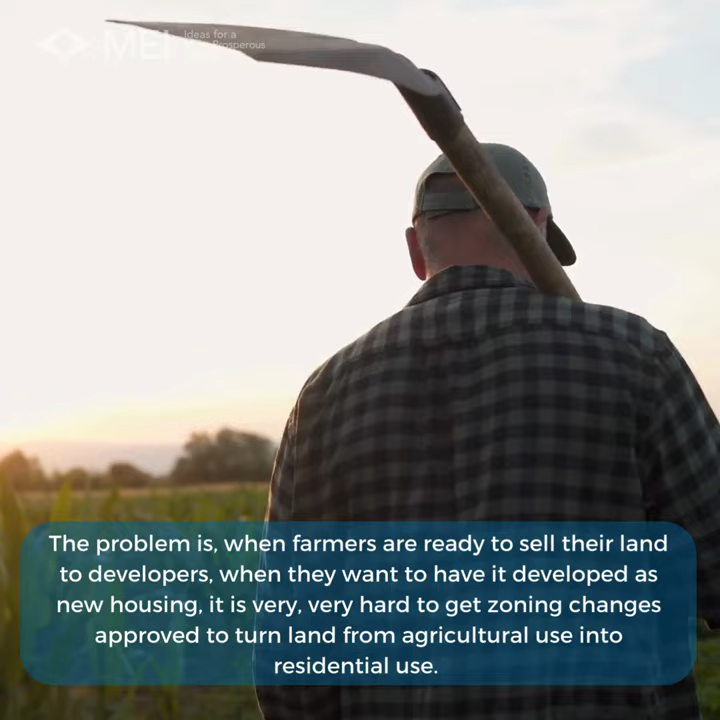 MEI
Ideas for a
Prosperous
The problem is, when farmers are ready to sell their land
to developers, when they want to have it developed as
new housing, it is very, very hard to get zoning changes
approved to turn land from agricultural use into
residential use.